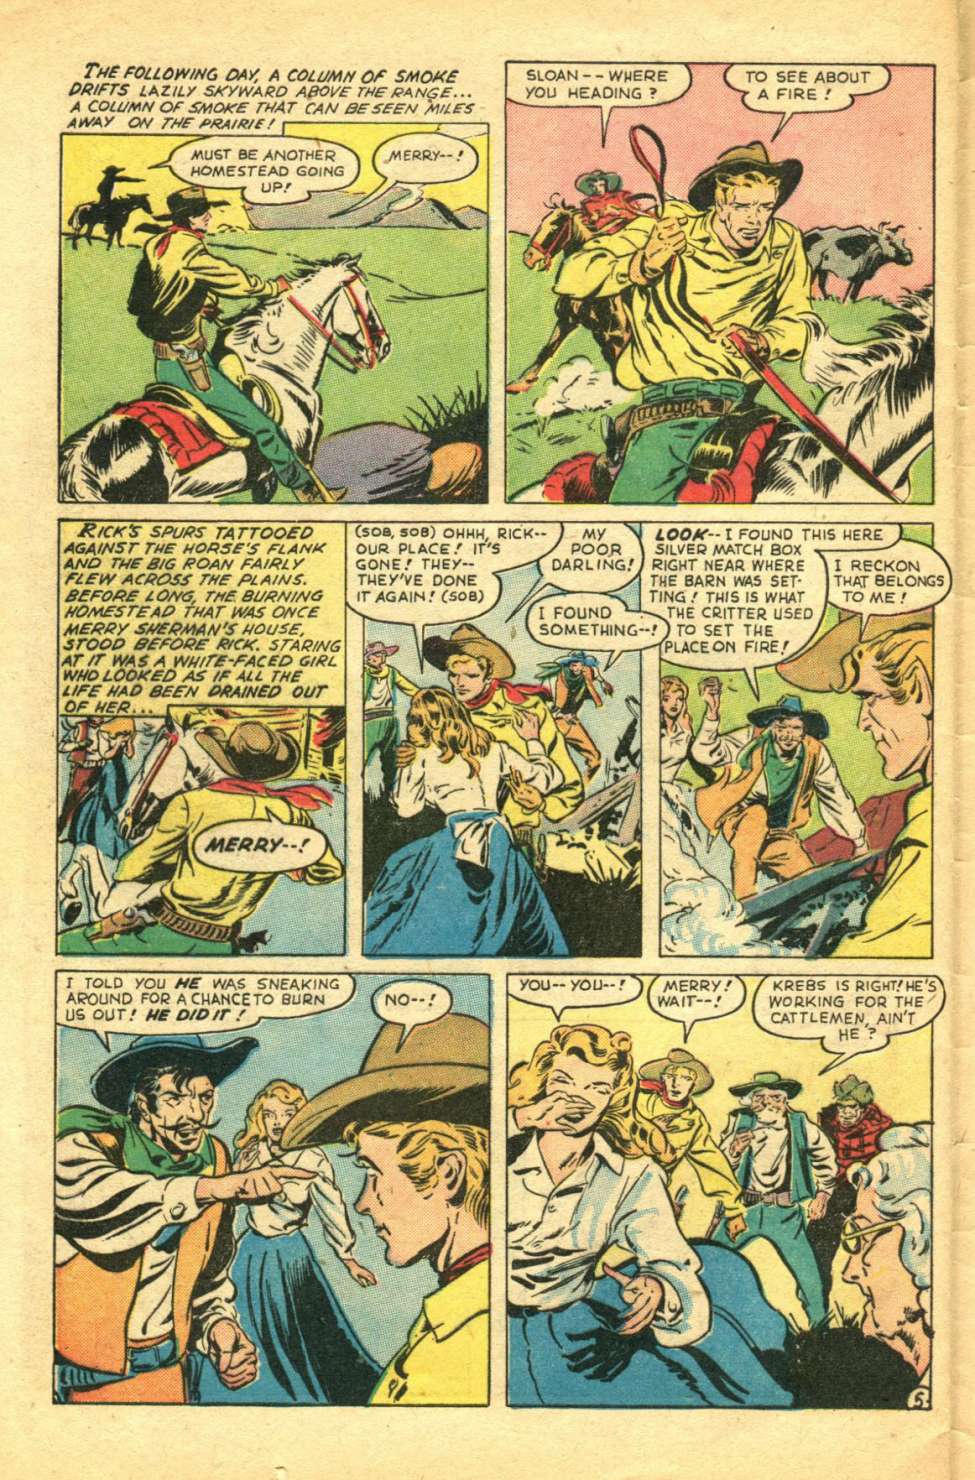 THE FOLLOWING DAY, A COLUMN OF SMOKE
DRIFTS LAZILY SKYWARD ABOVE THE RANGE...
A COLUMN OF SMOKE THAT CAN BE SEEN MILES
AWAY ON THE PRAIRIE!
MUST BE ANOTHER
HOMESTEAD GOING
UP!
MERRY--!
SLOAN--WHERE
YOU HEADING?
TO SEE ABOUT
A FIRE!
RICK'S SPURS TATTOOED
AGAINST THE HORSE'S FLANK
AND THE BIG ROAN FAIRLY
FLEW ACROSS THE PLAINS.
BEFORE LONG, THE BURNING
HOMESTEAD THAT WAS ONCE
MERRY SHERMAN'S HOUSE,
STOOD BEFORE RICK. STARING
AT IT WAS A WHITE-FACED GIRL
WHO LOOKED AS IF ALL THE
LIFE HAD BEEN DRAINED OUT
OF HER...
MERRY--!
(SOB, SOB) OHHH, RICK--
OUR PLACE! IT'S
GONE! THEY--
THEY'VE DONE
IT AGAIN! (SOB)
MY
POOR
DARLING!
I FOUND
SOMETHING--!
LOOK--I FOUND THIS HERE
SILVER MATCH BOX
RIGHT NEAR WHERE
THE BARN WAS SET-
TING! THIS IS WHAT
THE CRITTER USED
TO SET THE
PLACE ON FIRE!
I RECKON
THAT BELONGS
TO ME!
I TOLD YOU HE WAS SNEAKING
AROUND FOR A CHANCE TO BURN
US OUT! HE DID IT!
NO--!
YOU--YOU--!
MERRY!
WAIT--!
KREBS IS RIGHT! HE'S
WORKING FOR THE
CATTLEMEN, AIN'T
HE?
5